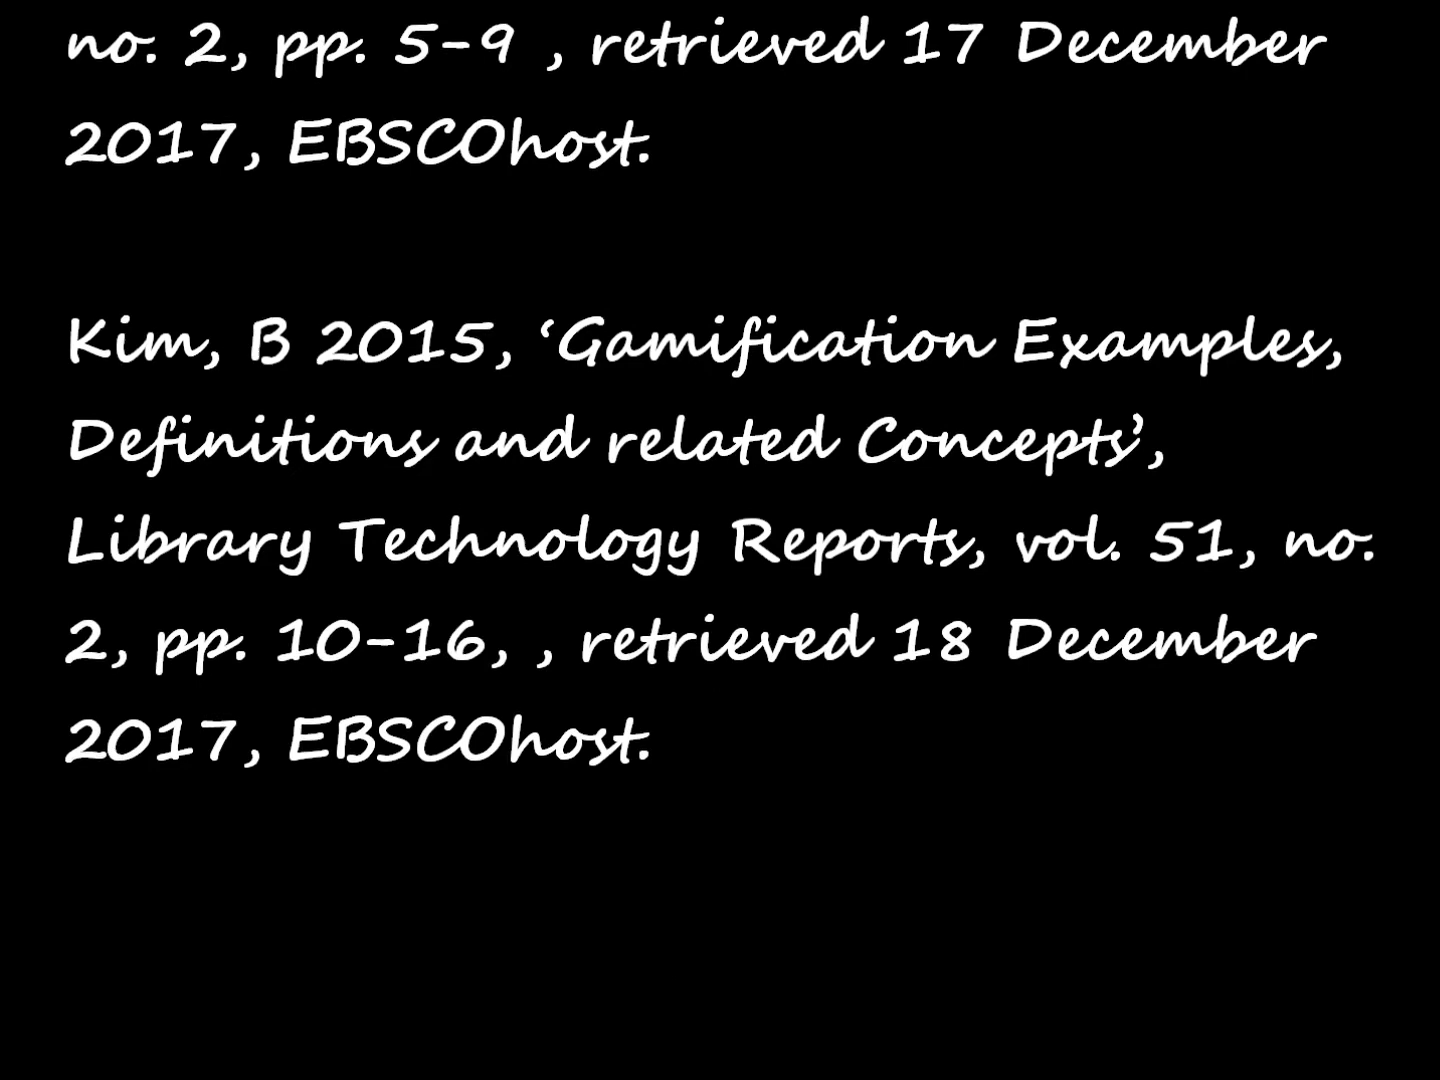 no. 2, pp. 5-9 , retrieved 17 December
2017, EBSCOhost.
Kim, B 2015, ‘Gamification Examples,
Definitions and related Concepts’,
Library Technology Reports, vol. 51, no.
2, pp. 10-16, , retrieved 18 December
2017, EBSCOhost.